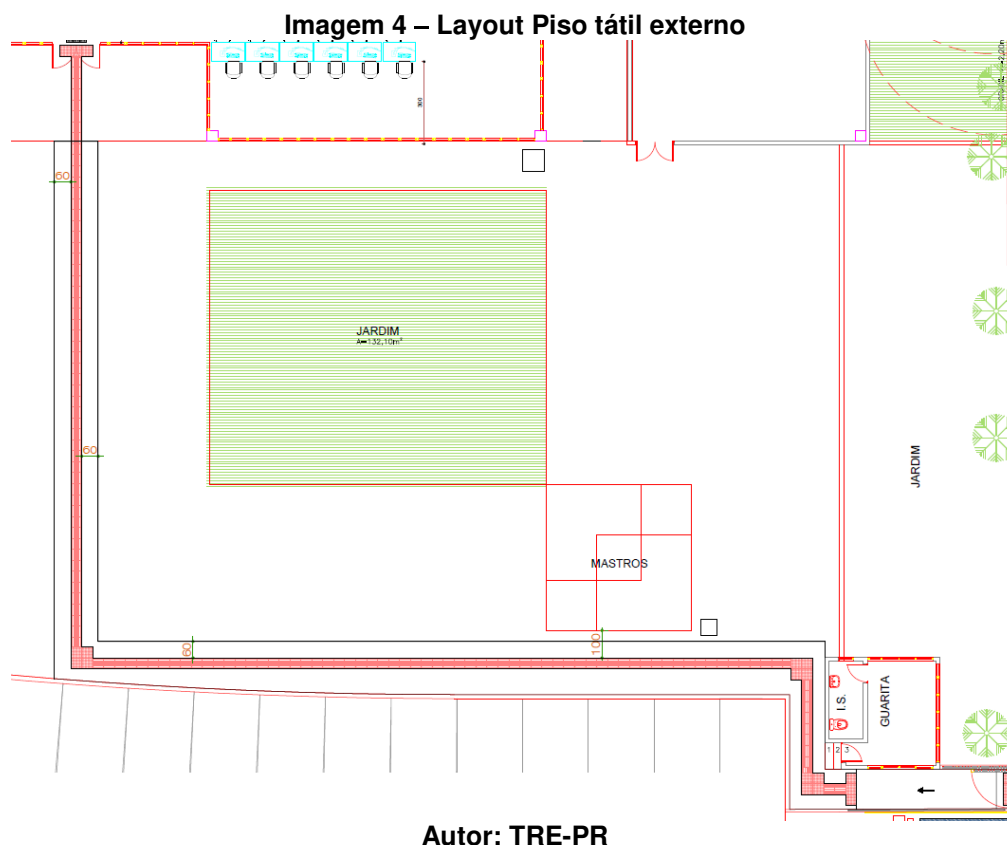 Imagem 4 – Layout Piso tátil externo
300
60
JARDIM
A=132,10m²
60
JARDIM
MASTROS
60
100
I.S.
GUARITA
1 2 3
Autor: TRE-PR